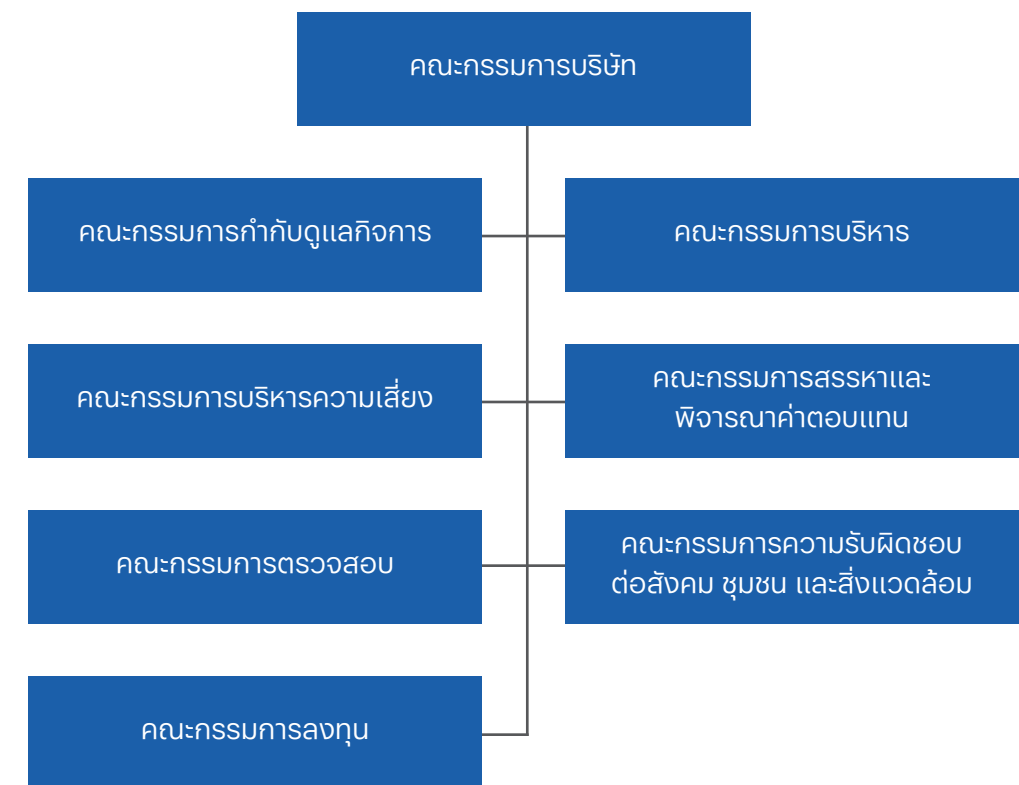 คณะกรรมการบริษัท
คณะกรรมการกำกับดูแลกิจการ
คณะกรรมการบริหาร
คณะกรรมการบริหารความเสี่ยง
คณะกรรมการสรรหาและ
พิจารณาค่าตอบแทน
คณะกรรมการตรวจสอบ
คณะกรรมการความรับผิดชอบ
ต่อสังคม ชุมชน และสิ่งแวดล้อม
คณะกรรมการลงทุน